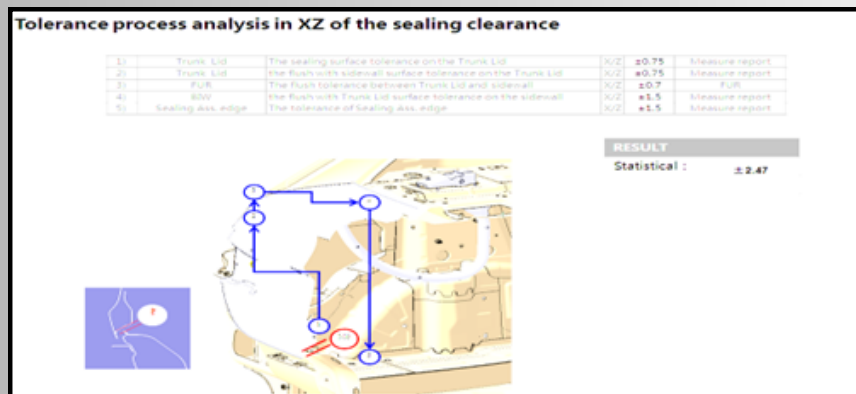 Tolerance process analysis in XZ of the sealing clearance
1) Trunk Lid The sealing surface tolerance on the Trunk Lid X/Z ±0.75 Measure report
2) Trunk Lid the flush with sidewall surface tolerance on the Trunk Lid X/Z ±0.75 Measure report
3) FUR The flush tolerance between Trunk Lid and sidewall X/Z ±0.7 FUR
4) BIW the flush with Trunk Lid surface tolerance on the sidewall X/Z ±1.5 Measure report
5) Sealing Ass. edge The tolerance of Sealing Ass. edge X/Z ±1.5 Measure report
RESULT
Statistical : ± 2.47